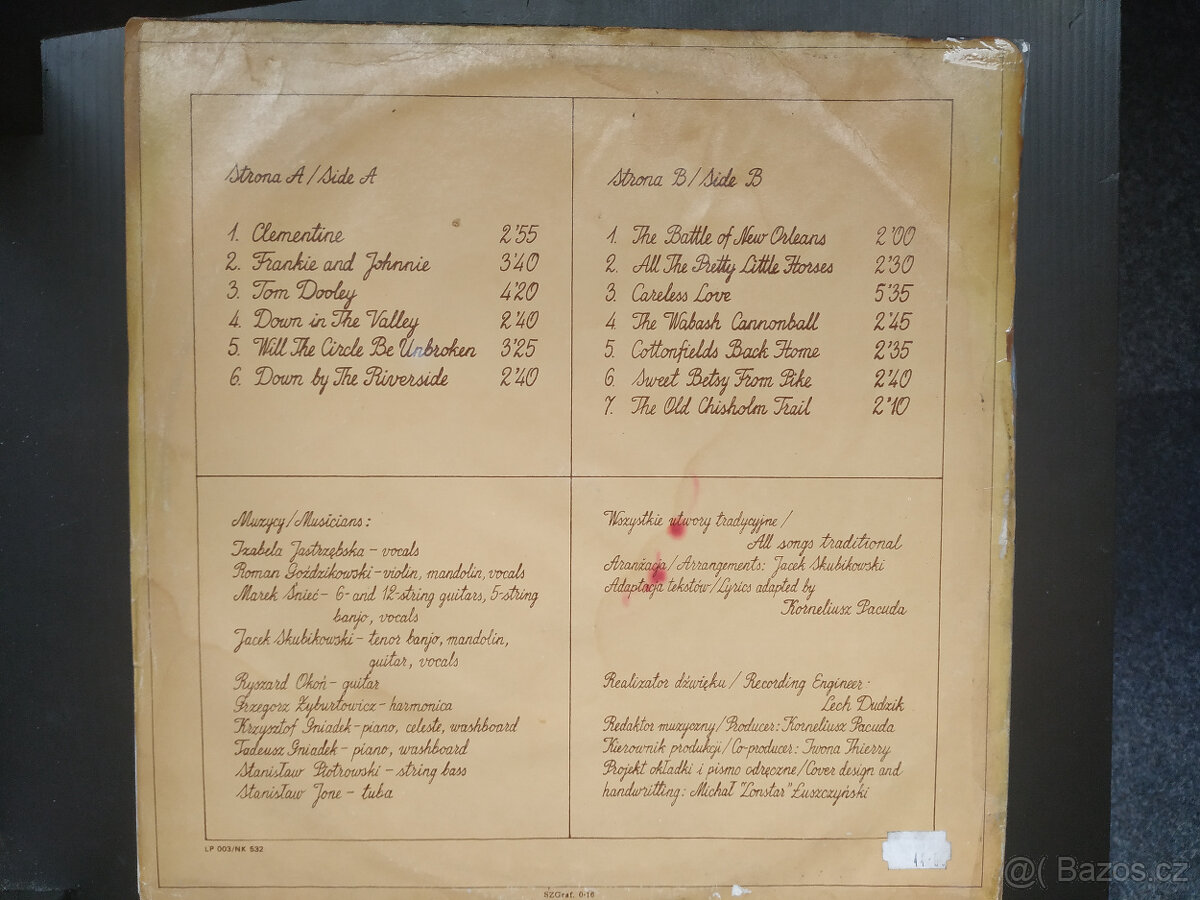 Strona A / Side A
1. Clementine 2'55
2. Frankie and Johnnie 3'40
3. Tom Dooley 4'20
4. Down in The Valley 2'40
5. Will The Circle Be Unbroken 3'25
6. Down by The Riverside 2'40
Strona B / Side B
1. The Battle of New Orleans 2'00
2. All The Pretty Little Horses 2'30
3. Careless Love 5'35
4. The Wabash Cannonball 2'45
5. Cottonfields Back Home 2'35
6. Sweet Betsy From Pike 2'40
7. The Old Chisholm Trail 2'10
Muzycy / Musicians:
Izabela Jastrzębska - vocals
Roman Goździkowski - violin, mandolin, vocals
Marek Śnieć - 6- and 12-string guitars, 5-string
banjo, vocals
Jacek Skubikowski - tenor banjo, mandolin,
guitar, vocals
Ryszard Okoń - guitar
Grzegorz Żyburtowicz - harmonica
Krzysztof Gniadek - piano, celeste, washboard
Tadeusz Gniadek - piano, washboard
Stanisław Piotrowski - string bass
Stanisław Jone - tuba
Wszystkie utwory tradycyjne /
All songs traditional
Aranżacja / Arrangements: Jacek Skubikowski
Adaptacja tekstów / Lyrics adapted by
Korneliusz Pacuda
Realizator dźwięku / Recording Engineer:
Lech Dudzik
Redaktor muzyczny / Producer: Korneliusz Pacuda
Kierownik produkcji / Co-producer: Iwona Thierry
Projekt okładki i pismo odręczne / Cover design and
handwritting: Michał "Lonstar" Łuszczyński
LP 003/NK 532
SZGraf. 0-16
@( Bazos.cz